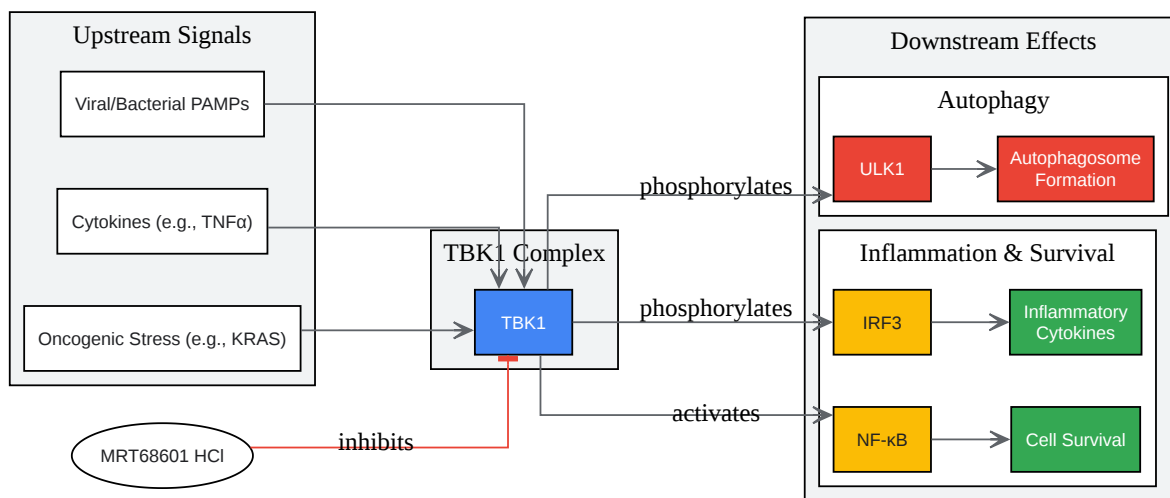 Upstream Signals
Viral/Bacterial PAMPs
Cytokines (e.g., TNFα)
Oncogenic Stress (e.g., KRAS)
MRT68601 HCl
inhibits
TBK1 Complex
TBK1
phosphorylates
phosphorylates
activates
Downstream Effects
Autophagy
ULK1
Autophagosome
Formation
Inflammation & Survival
IRF3
Inflammatory
Cytokines
NF-κB
Cell Survival